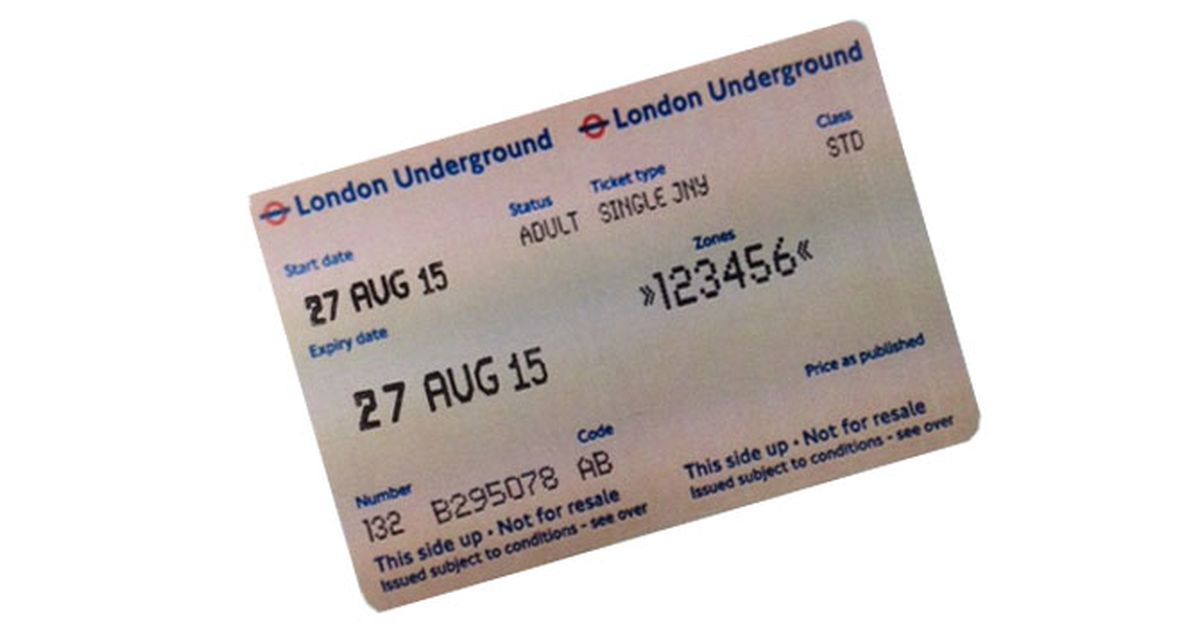 London Underground London Underground
Class
Status Ticket type STD
Start date ADULT SINGLE JNY
27 AUG 15 Zones
Expiry date »123456«
27 AUG 15
Price as published
Code
Number AB
132 B295078
This side up · Not for resale This side up · Not for resale
Issued subject to conditions - see over Issued subject to conditions - see over